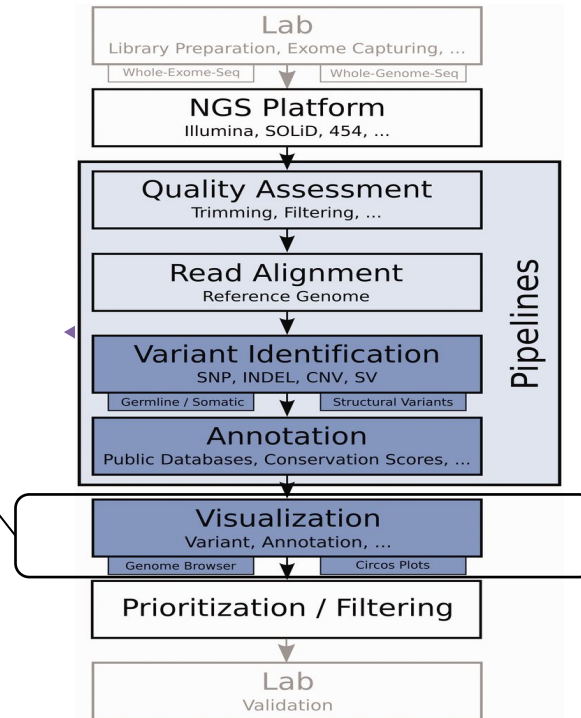 Lab
Library Preparation, Exome Capturing, ...
Whole-Exome-Seq
Whole-Genome-Seq
NGS Platform
Illumina, SOLiD, 454, ...
Pipelines
Quality Assessment
Trimming, Filtering, ...
Read Alignment
Reference Genome
Variant Identification
SNP, INDEL, CNV, SV
Germline / Somatic
Structural Variants
Annotation
Public Databases, Conservation Scores, ...
Visualization
Variant, Annotation, ...
Genome Browser
Circos Plots
Prioritization / Filtering
Lab
Validation